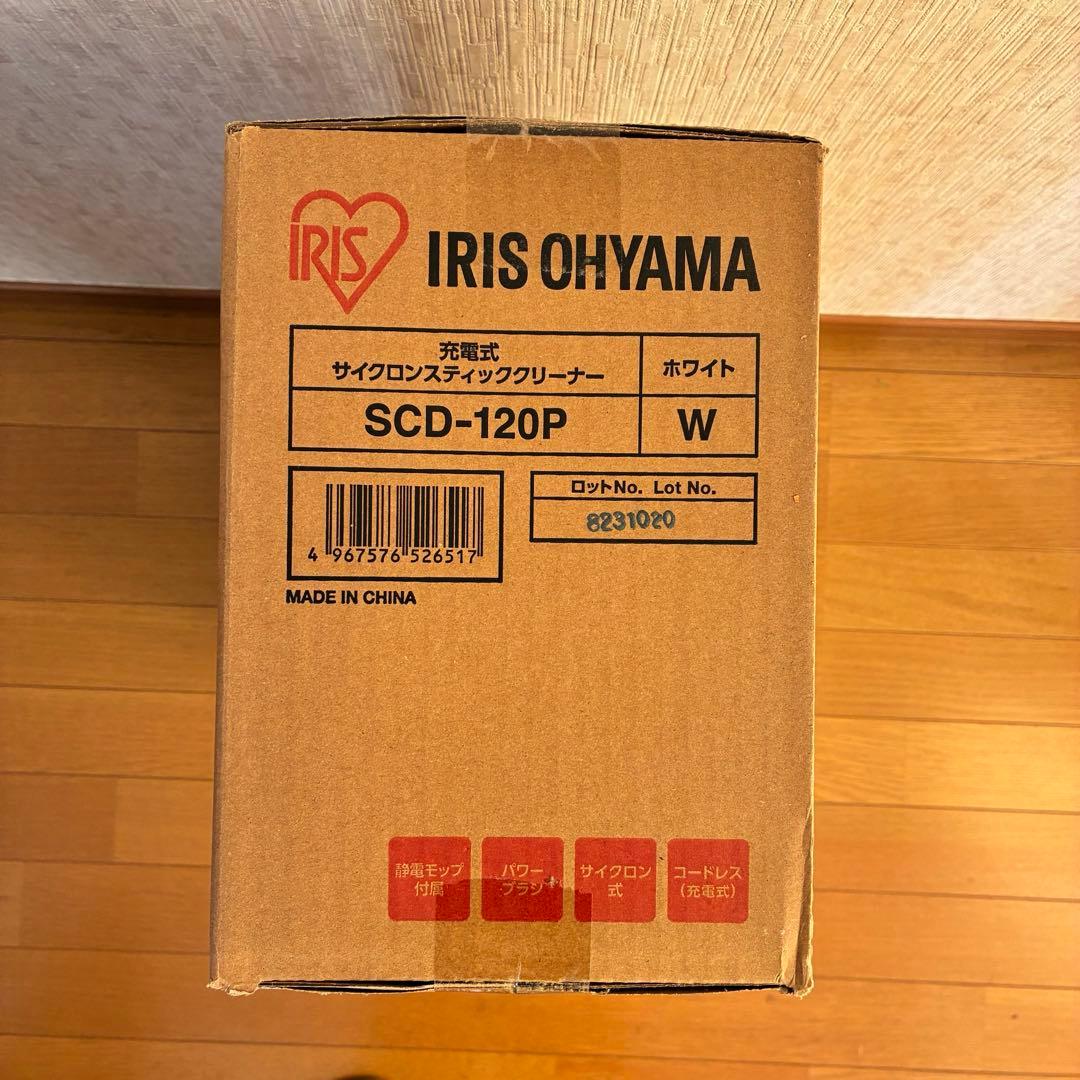 IRIS
IRIS OHYAMA
充電式
サイクロンスティッククリーナー
ホワイト
SCD-120P
W
ロットNo. Lot No.
8231020
4 967576 526517
MADE IN CHINA
静電モップ
付属
パワー
ブラシ
サイクロン
式
コードレス
(充電式)